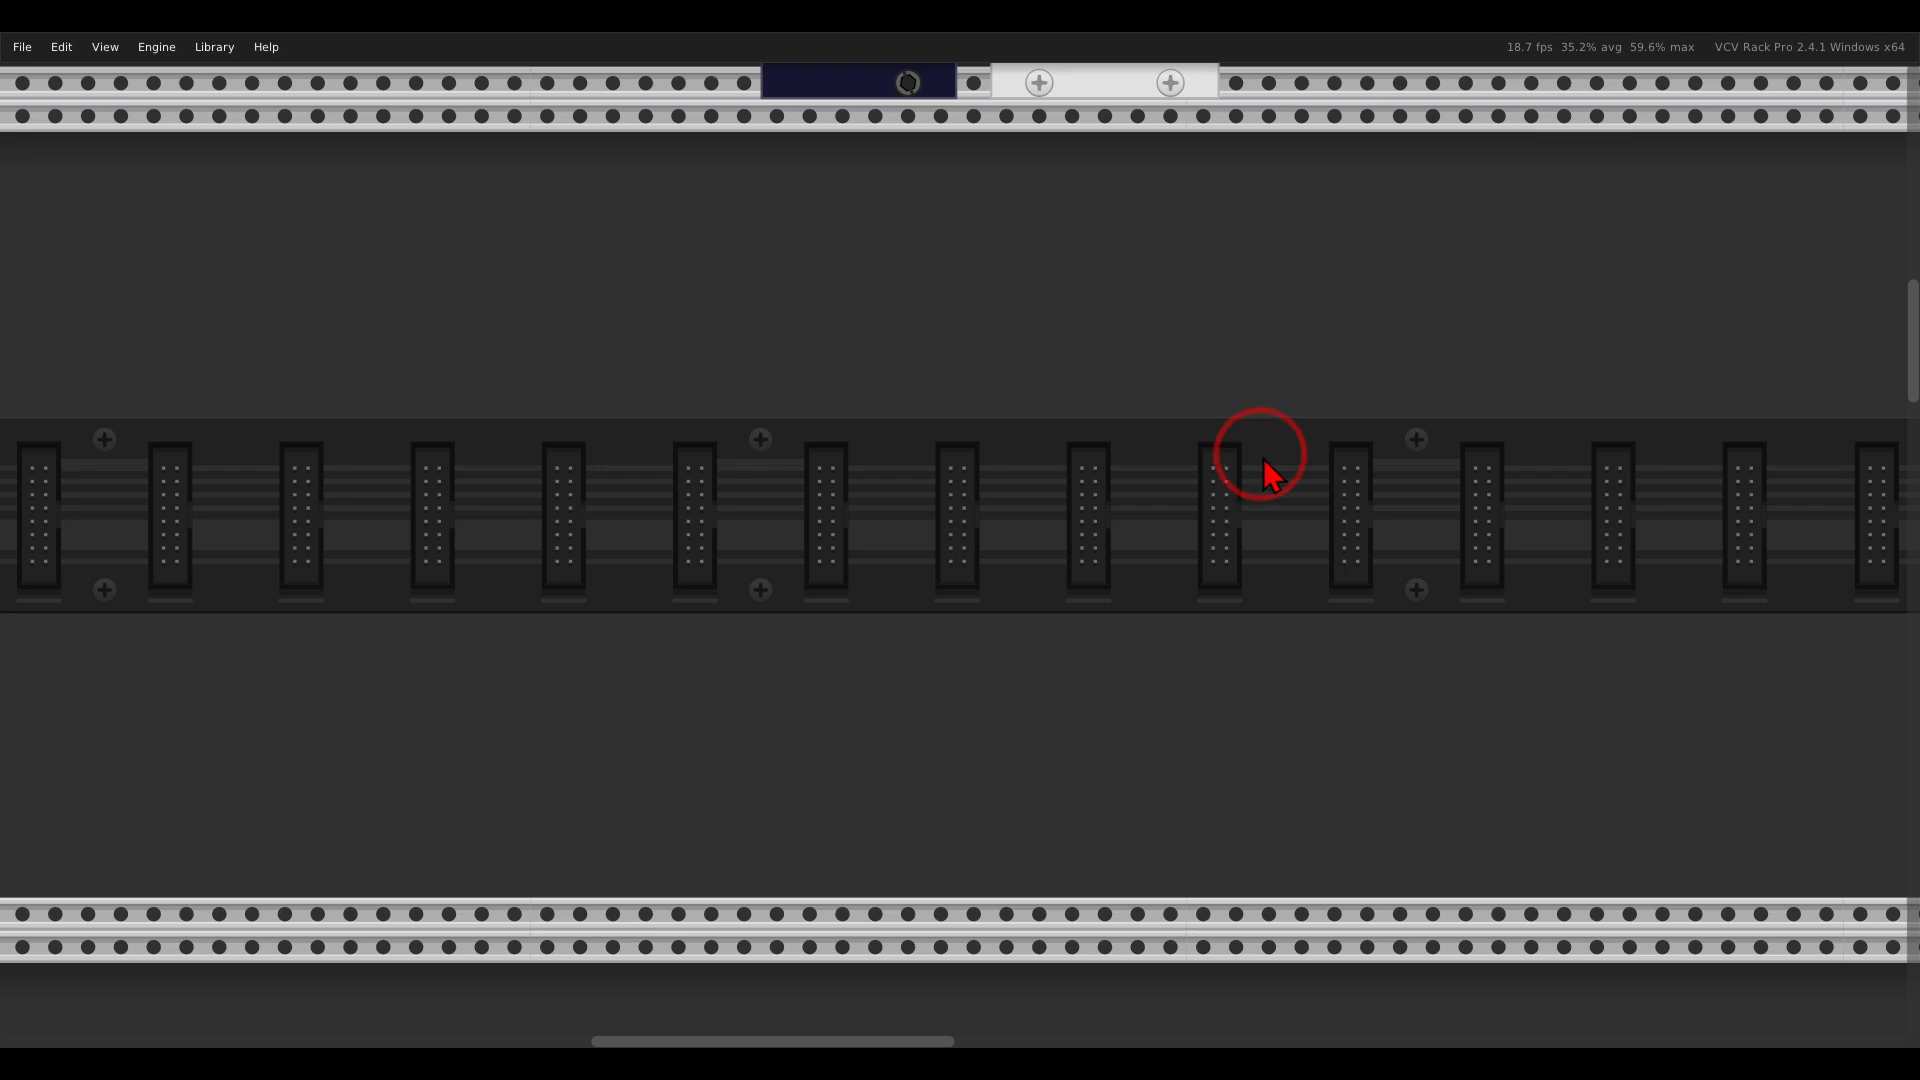 File Edit View Engine Library Help
18.7 fps 35.2% avg 59.6% max VCV Rack Pro 2.4.1 Windows x64